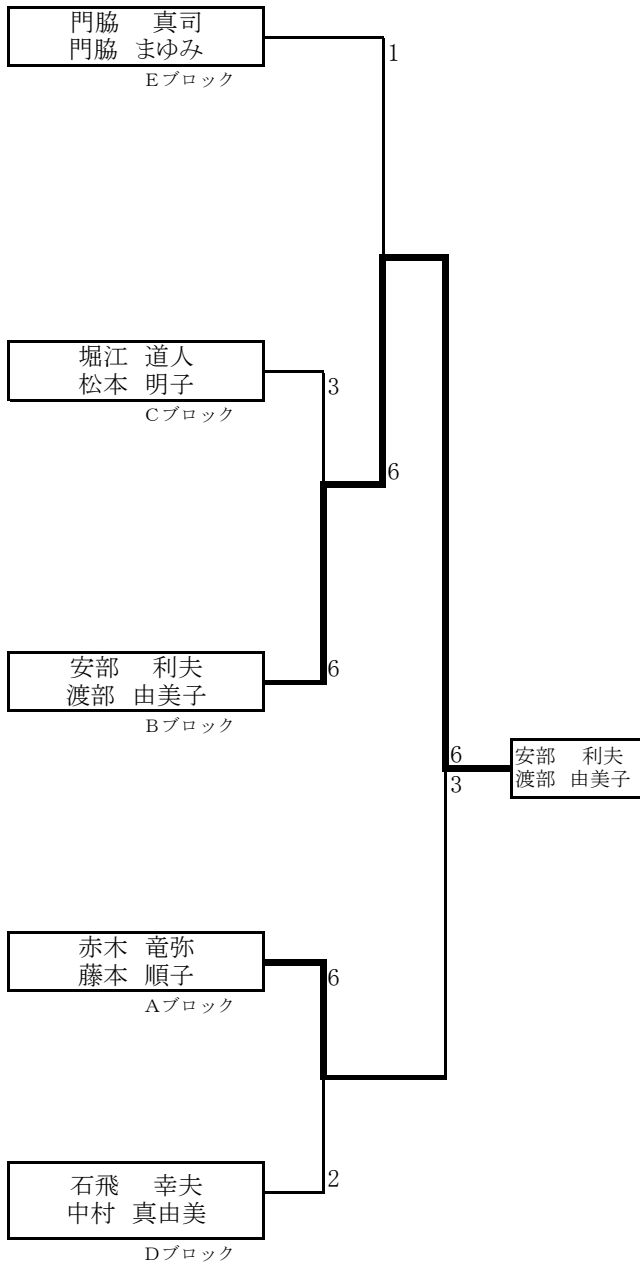 門脇　真司
門脇 まゆみ
Eブロック
1
堀江 道人
松本 明子
Cブロック
3
6
安部　利夫
渡部 由美子
Bブロック
6
6
3
安部　利夫
渡部 由美子
赤木 竜弥
藤本 順子
Aブロック
6
石飛　幸夫
中村 真由美
Dブロック
2